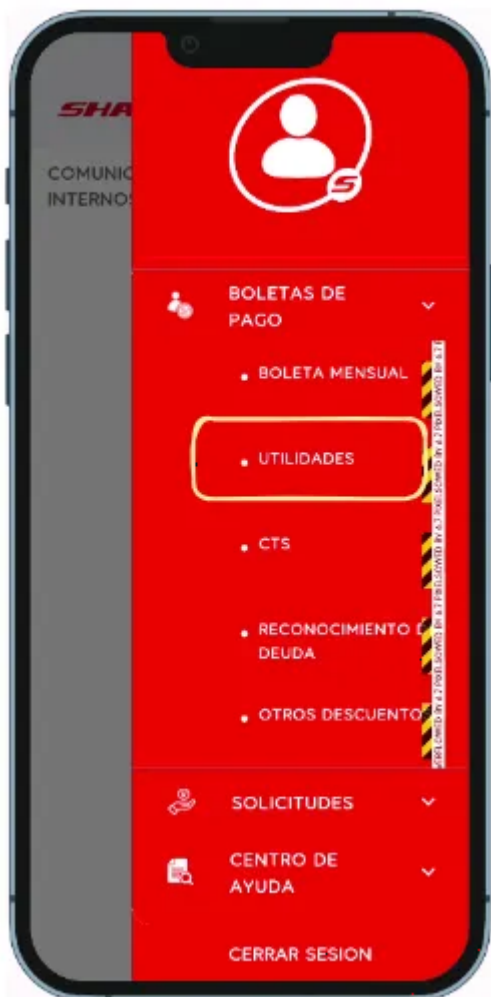 SHA
COMUNIC
INTERNOS
S
BOLETAS DE
PAGO
BOLETA MENSUAL
UTILIDADES
CTS
RECONOCIMIENTO D
DEUDA
OTROS DESCUENTOS
SOLICITUDES
CENTRO DE
AYUDA
CERRAR SESION